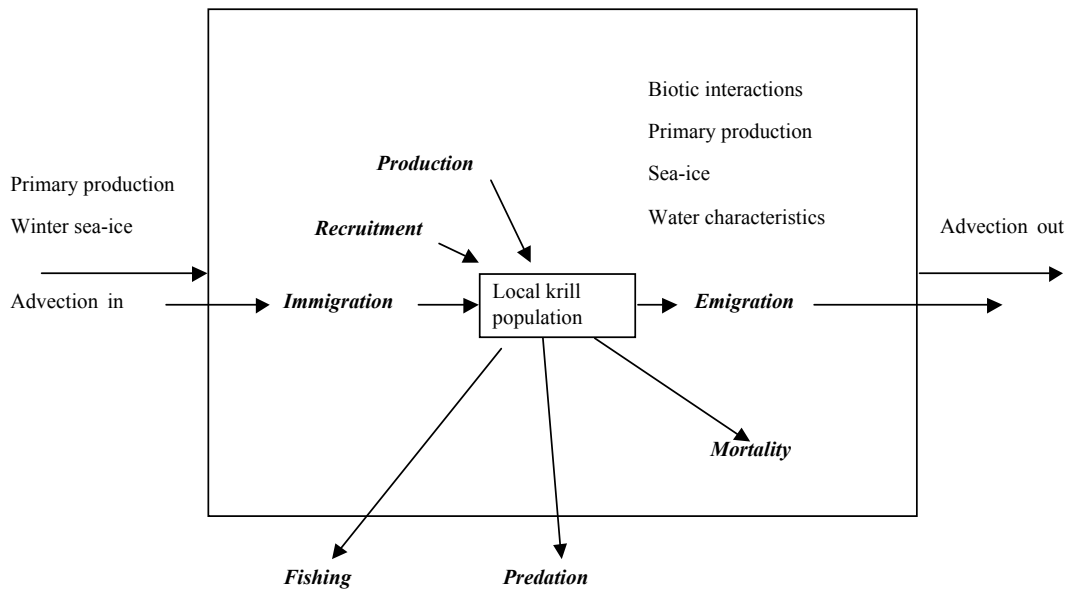 Biotic interactions
Primary production
Sea-ice
Water characteristics
Primary production
Winter sea-ice
Advection in
Production
Recruitment
Immigration
Local krill
population
Emigration
Advection out
Mortality
Fishing
Predation